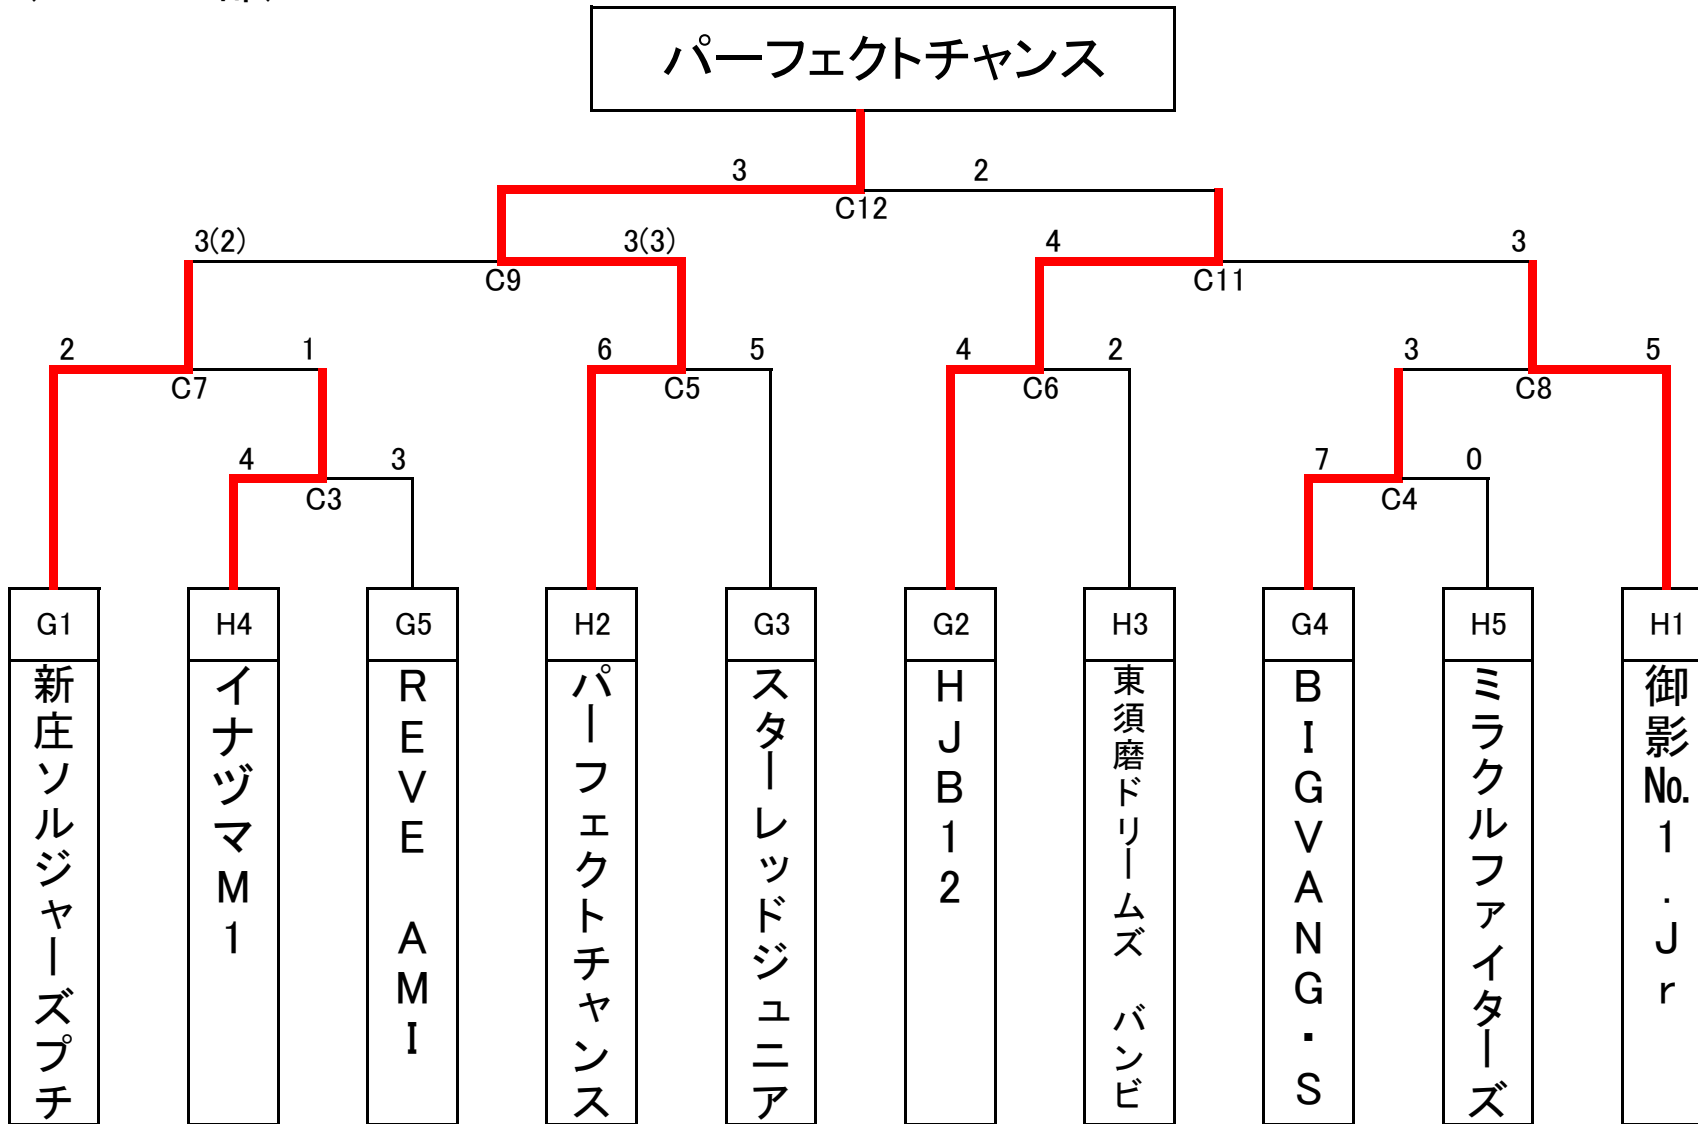 パーフェクトチャンス
3 2
C12
3(2) 3(3) 4 3
C9 C11
2 1 6 5 4 2 3 5
C7 C5 C6 C8
4 3 7 0
C3 C4
G1 H4 G5 H2 G3 G2 H3 G4 H5 H1
新庄ソルジャーズプチ
イナヅマM1
REVE AMI
パーフェクトチャンス
スターレッドジュニア
HJB12
東須磨ドリームズ バンビ
BIGVANG・S
ミラクルファイターズ
御影№1.Jr